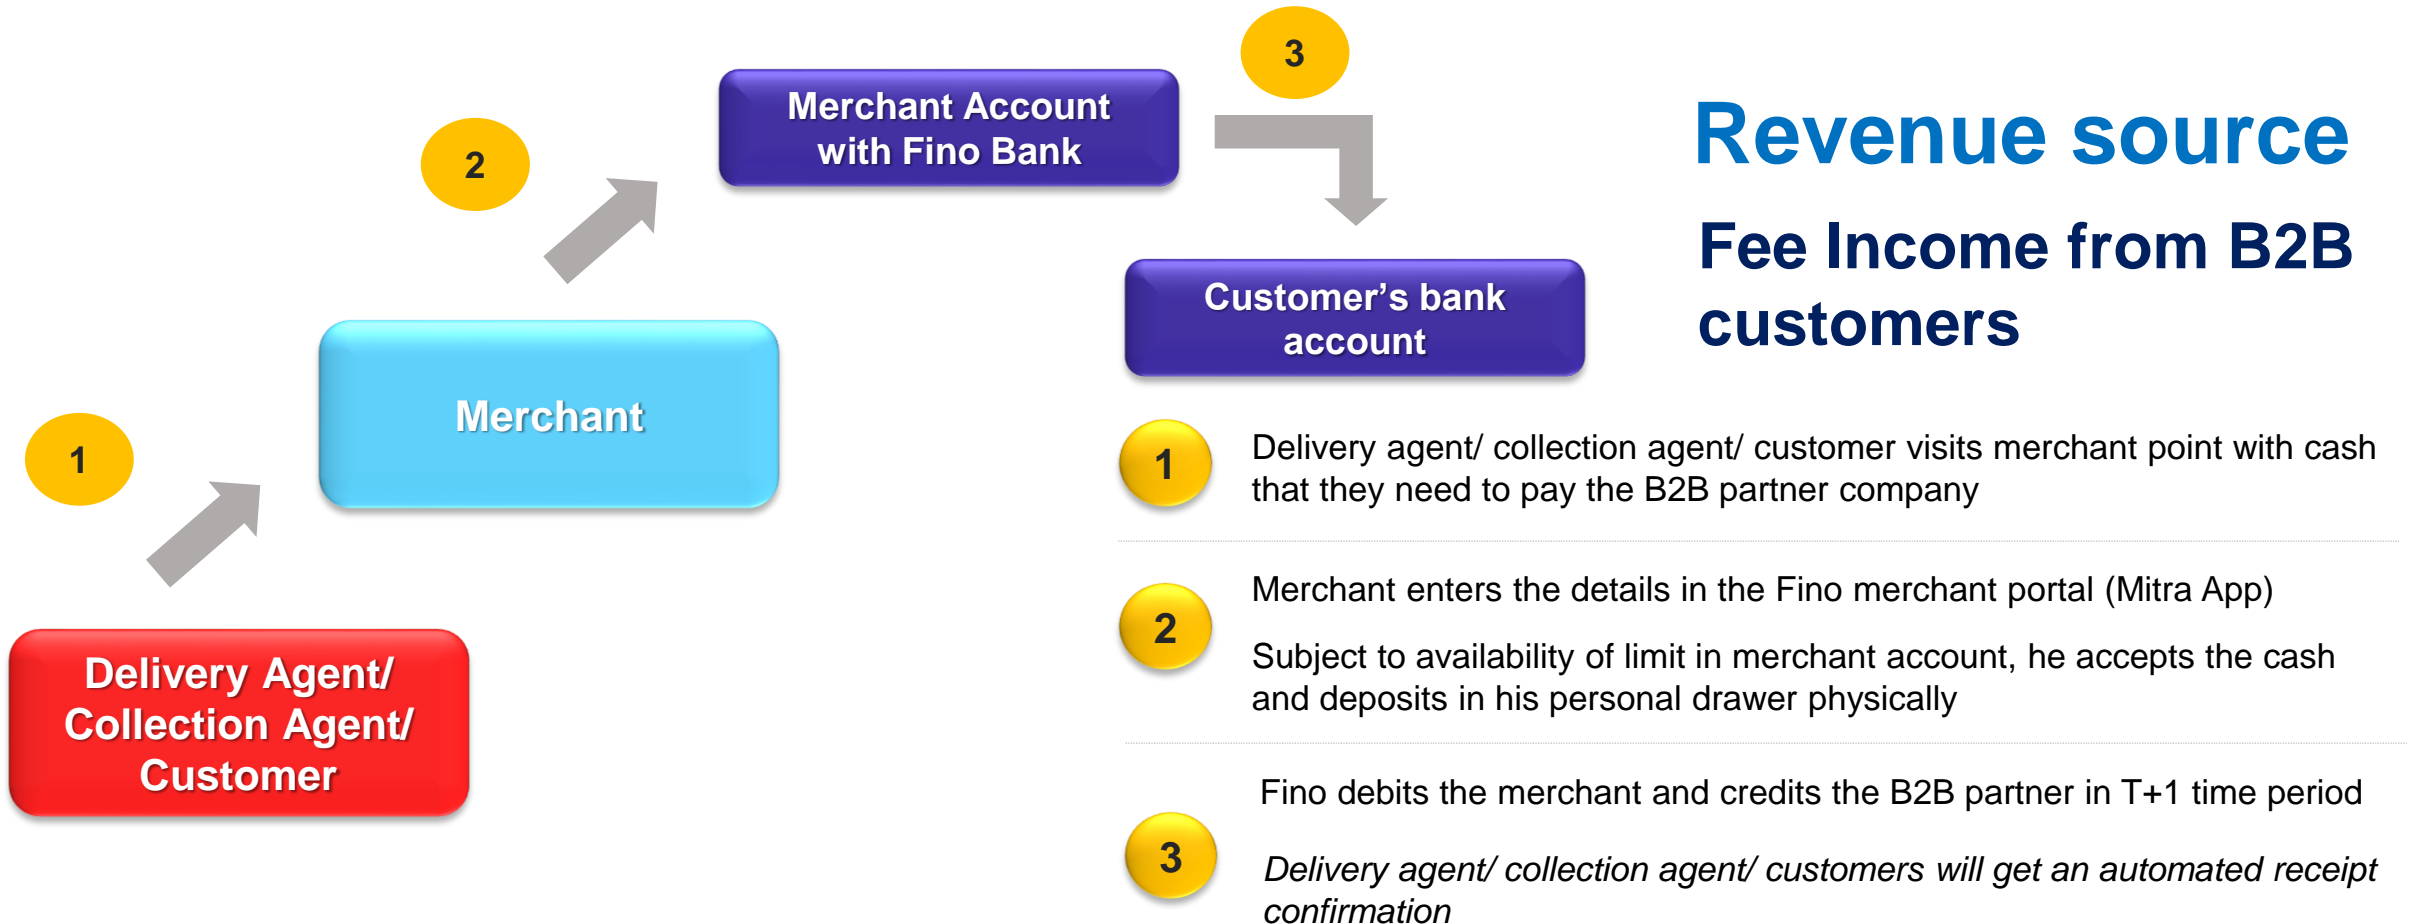 3
Merchant Account
with Fino Bank
2
Revenue source
Fee Income from B2B
customers
Customer’s bank
account
Merchant
1
Delivery Agent/
Collection Agent/
Customer
1
Delivery agent/ collection agent/ customer visits merchant point with cash
that they need to pay the B2B partner company
2
Merchant enters the details in the Fino merchant portal (Mitra App)
Subject to availability of limit in merchant account, he accepts the cash
and deposits in his personal drawer physically
3
Fino debits the merchant and credits the B2B partner in T+1 time period
Delivery agent/ collection agent/ customers will get an automated receipt
confirmation